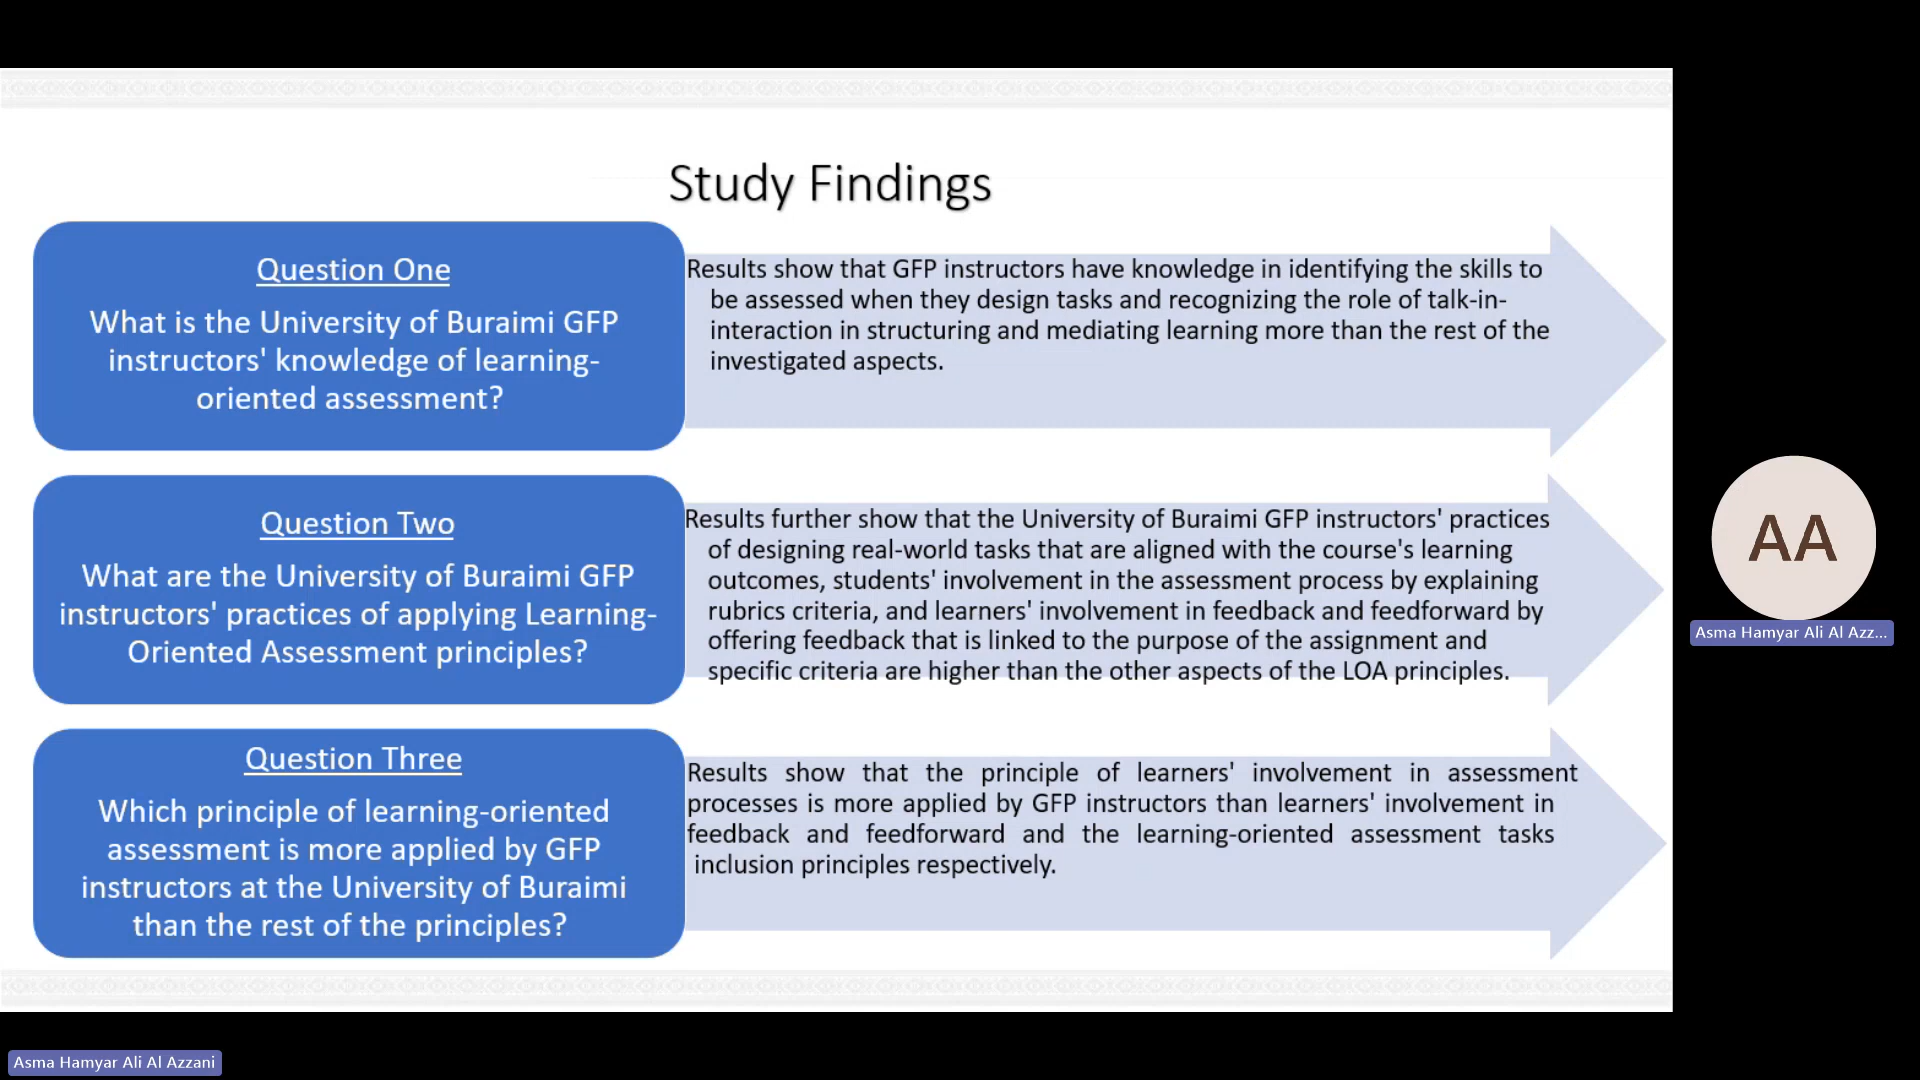 Study Findings
Question One
What is the University of Buraimi GFP
instructors' knowledge of learning-
oriented assessment?
Results show that GFP instructors have knowledge in identifying the skills to
be assessed when they design tasks and recognizing the role of talk-in-
interaction in structuring and mediating learning more than the rest of the
investigated aspects.
Question Two
What are the University of Buraimi GFP
instructors' practices of applying Learning-
Oriented Assessment principles?
Results further show that the University of Buraimi GFP instructors' practices
of designing real-world tasks that are aligned with the course's learning
outcomes, students' involvement in the assessment process by explaining
rubrics criteria, and learners' involvement in feedback and feedforward by
offering feedback that is linked to the purpose of the assignment and
specific criteria are higher than the other aspects of the LOA principles.
Question Three
Which principle of learning-oriented
assessment is more applied by GFP
instructors at the University of Buraimi
than the rest of the principles?
Results show that the principle of learners' involvement in assessment
processes is more applied by GFP instructors than learners' involvement in
feedback and feedforward and the learning-oriented assessment tasks
inclusion principles respectively.
AA
Asma Hamyar Ali Al Azz...
Asma Hamyar Ali Al Azzani